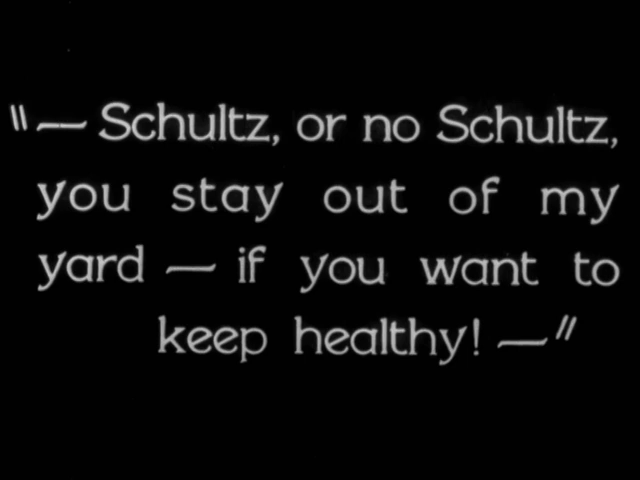 "— Schultz, or no Schultz,
you stay out of my
yard — if you want to
keep healthy! —"